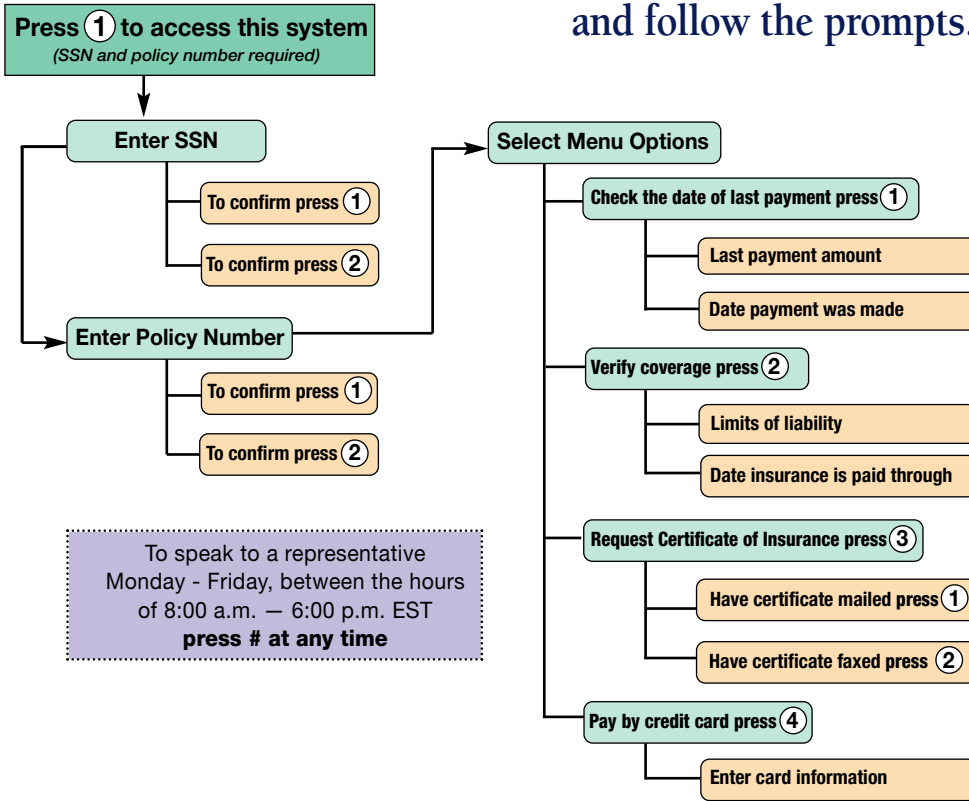 and follow the prompts.
Press 1 to access this system
(SSN and policy number required)
Enter SSN
To confirm press 1
To confirm press 2
Enter Policy Number
To confirm press 1
To confirm press 2
To speak to a representative
Monday - Friday, between the hours
of 8:00 a.m. — 6:00 p.m. EST
press # at any time
Select Menu Options
Check the date of last payment press 1
Last payment amount
Date payment was made
Verify coverage press 2
Limits of liability
Date insurance is paid through
Request Certificate of Insurance press 3
Have certificate mailed press 1
Have certificate faxed press 2
Pay by credit card press 4
Enter card information